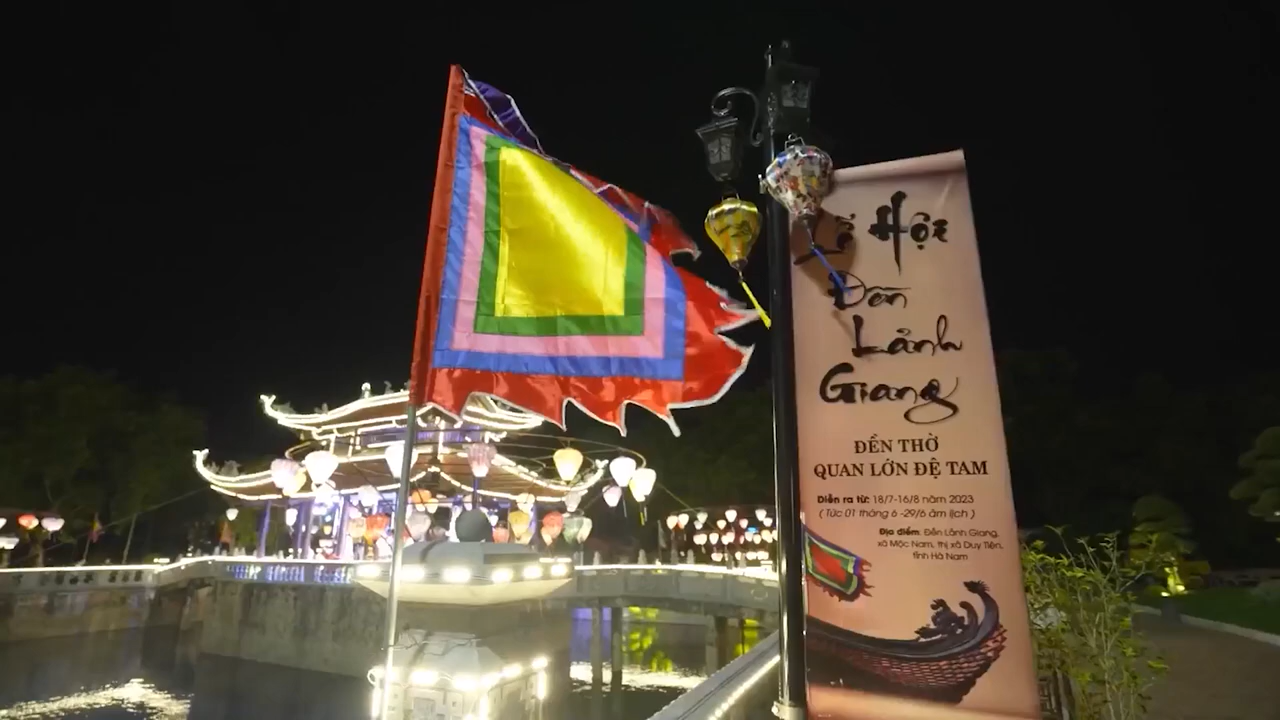 Lễ Hội
Đền
Lảnh
Giang
ĐỀN THỜ
QUAN LỚN ĐỆ TAM
Diễn ra từ: 18/7-16/8 năm 2023
( Tức 01 tháng 6 -29/6 âm lịch )
Địa điểm: Đền Lảnh Giang,
xã Mộc Nam, thị xã Duy Tiên,
tỉnh Hà Nam